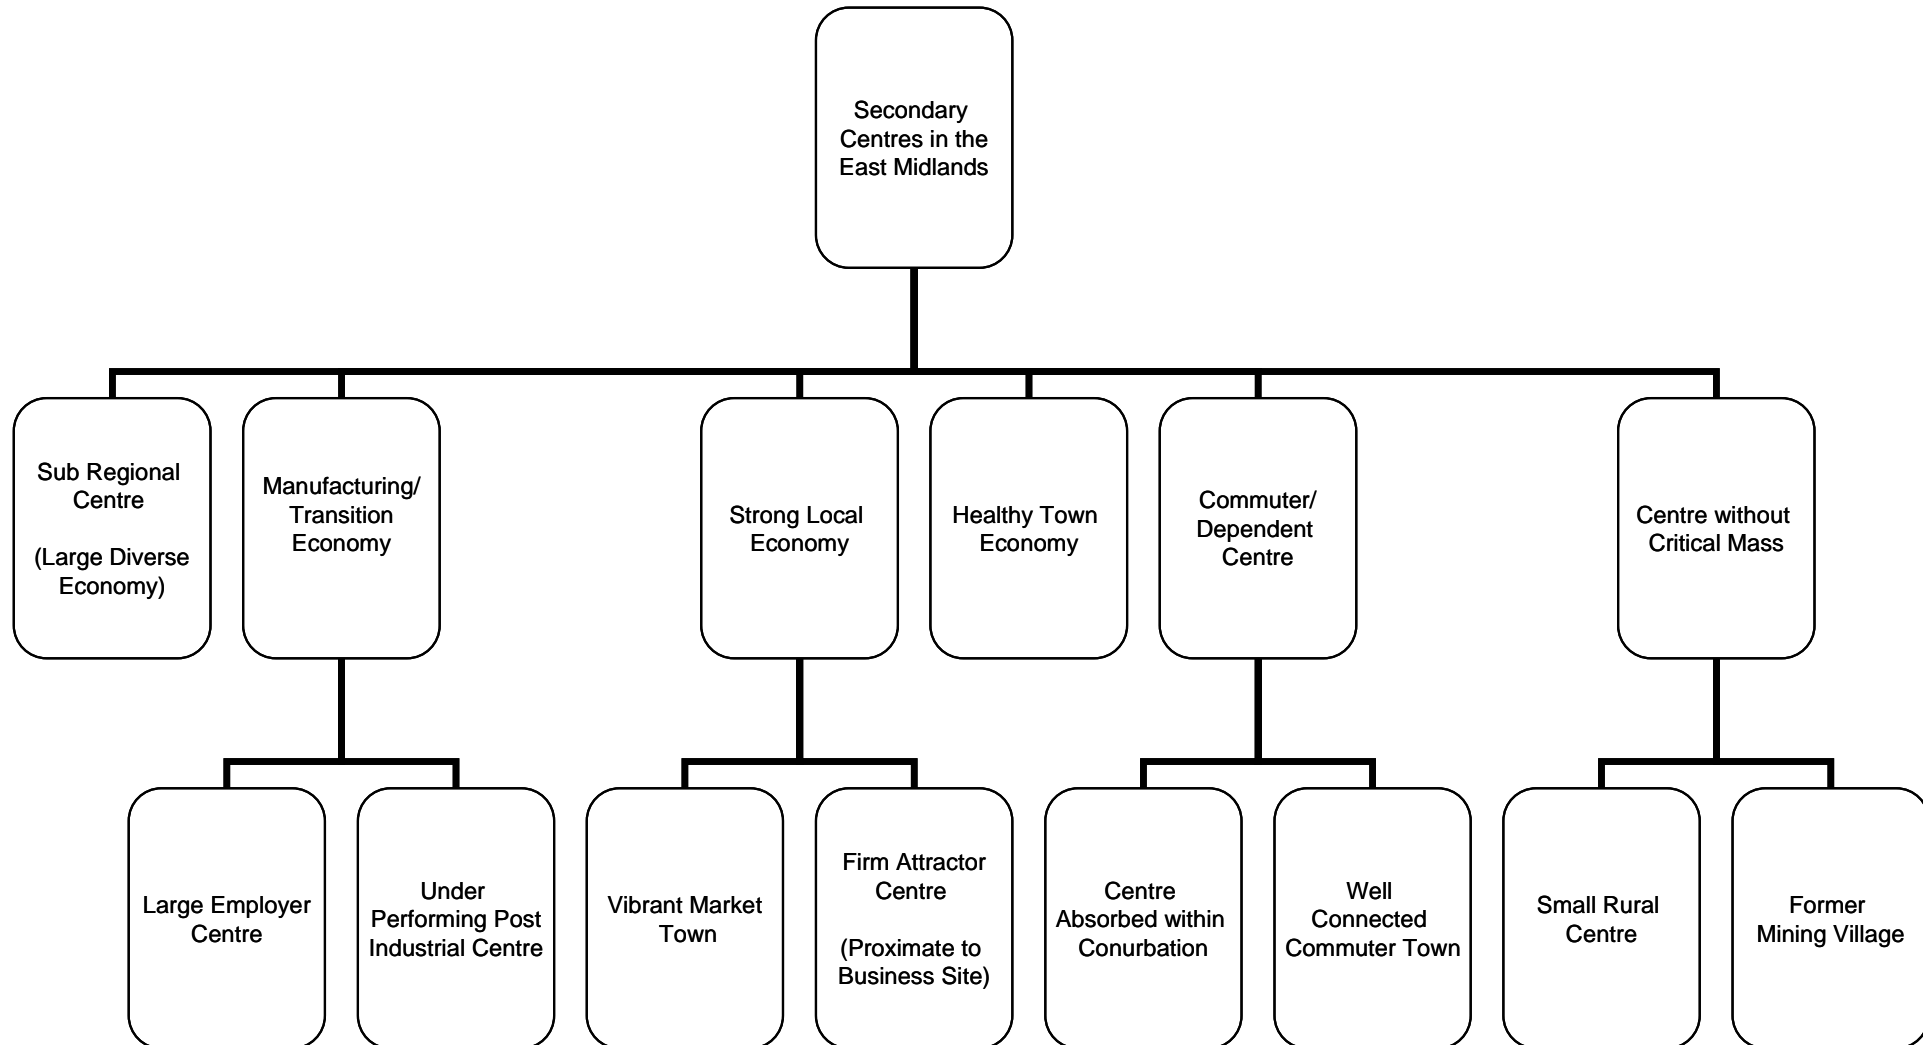 Secondary
Centres in the
East Midlands
Sub Regional
Centre
(Large Diverse
Economy)
Manufacturing/
Transition
Economy
Strong Local
Economy
Healthy Town
Economy
Commuter/
Dependent
Centre
Centre without
Critical Mass
Large Employer
Centre
Under
Performing Post
Industrial Centre
Vibrant Market
Town
Firm Attractor
Centre
(Proximate to
Business Site)
Centre
Absorbed within
Conurbation
Well
Connected
Commuter Town
Small Rural
Centre
Former
Mining Village